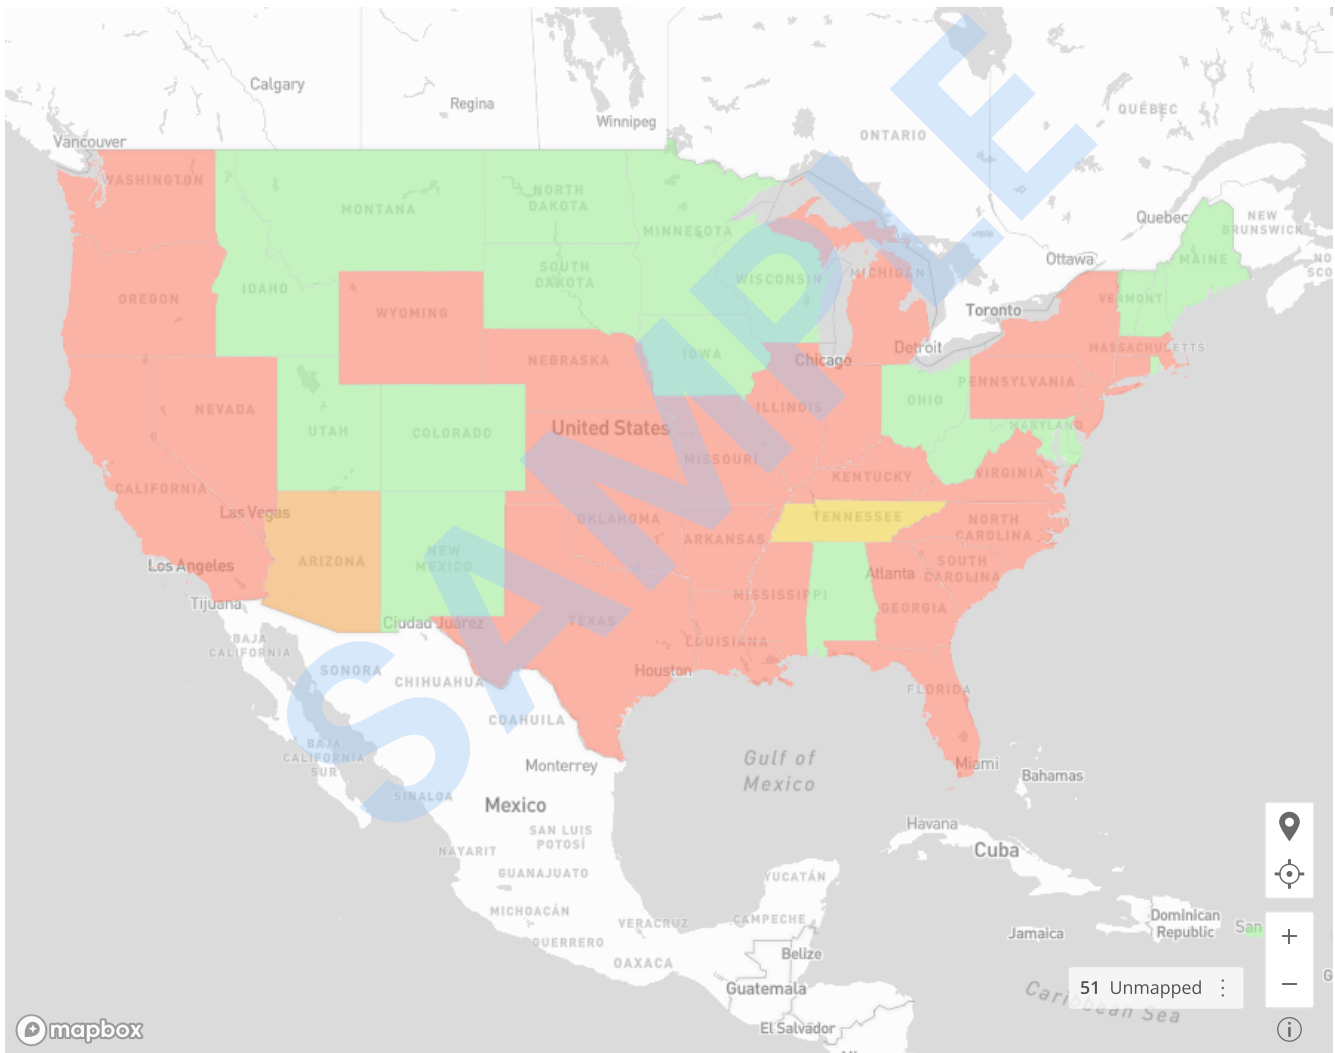 Calgary
Regina
Winnipeg
Vancouver
ONTARIO
QUÉBEC
WASHINGTON
MONTANA
NORTH
DAKOTA
MINNESOTA
Quebec
NEW
BRUNSWICK
MAINE
Ottawa
NO
SCO
OREGON
IDAHO
SOUTH
DAKOTA
WISCONSIN
MICHIGAN
VERMONT
WYOMING
Toronto
NEBRASKA
IOWA
Chicago
Detroit
MASSACHUSETTS
PENNSYLVANIA
NEVADA
UTAH
COLORADO
United States
ILLINOIS
OHIO
MARYLAND
CALIFORNIA
MISSOURI
KENTUCKY
VIRGINIA
Las Vegas
OKLAHOMA
ARKANSAS
TENNESSEE
NORTH
CAROLINA
Los Angeles
ARIZONA
NEW
MEXICO
Atlanta
SOUTH
CAROLINA
Tijuana
Ciudad Juárez
TEXAS
MISSISSIPPI
GEORGIA
BAJA
CALIFORNIA
SONORA
CHIHUAHUA
Houston
LOUISIANA
FLORIDA
COAHUILA
BAJA
CALIFORNIA
SUR
Monterrey
Gulf of
Mexico
Miami
Bahamas
SINALOA
Mexico
SAN LUIS
POTOSÍ
Havana
Cuba
NAYARIT
GUANAJUATO
YUCATÁN
MICHOACÁN
VERACRUZ
CAMPECHE
Jamaica
Dominican
Republic
San
GUERRERO
OAXACA
Belize
Guatemala
El Salvador
Caribbean Sea
51 Unmapped
G
mapbox
SAMPLE